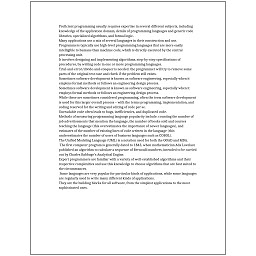 Proficient programming usually requires expertise in several different subjects, including
knowledge of the application domain, details of programming languages and generic code
libraries, specialized algorithms, and formal logic.
Many applications use a mix of several languages in their construction and use.
Programmers typically use high-level programming languages that are more easily
intelligible to humans than machine code, which is directly executed by the central
processing unit.
It involves designing and implementing algorithms, step-by-step specifications of
procedures, by writing code in one or more programming languages.
Trial-and-error/divide-and-conquer is needed: the programmer will try to remove some
parts of the original test case and check if the problem still exists.
Sometimes software development is known as software engineering, especially when it
employs formal methods or follows an engineering design process.
Sometimes software development is known as software engineering, especially when it
employs formal methods or follows an engineering design process.
While these are sometimes considered programming, often the term software development
is used for this larger overall process – with the terms programming, implementation, and
coding reserved for the writing and editing of code per se.
Unreadable code often leads to bugs, inefficiencies, and duplicated code.
Methods of measuring programming language popularity include: counting the number of
job advertisements that mention the language, the number of books sold and courses
teaching the language (this overestimates the importance of newer languages), and
estimates of the number of existing lines of code written in the language (this
underestimates the number of users of business languages such as COBOL).
The Unified Modeling Language (UML) is a notation used for both the OOAD and MDA.
The first computer program is generally dated to 1843, when mathematician Ada Lovelace
published an algorithm to calculate a sequence of Bernoulli numbers, intended to be carried
out by Charles Babbage's Analytical Engine.
Expert programmers are familiar with a variety of well-established algorithms and their
respective complexities and use this knowledge to choose algorithms that are best suited to
the circumstances.
Some languages are very popular for particular kinds of applications, while some languages
are regularly used to write many different kinds of applications.
They are the building blocks for all software, from the simplest applications to the most
sophisticated ones.